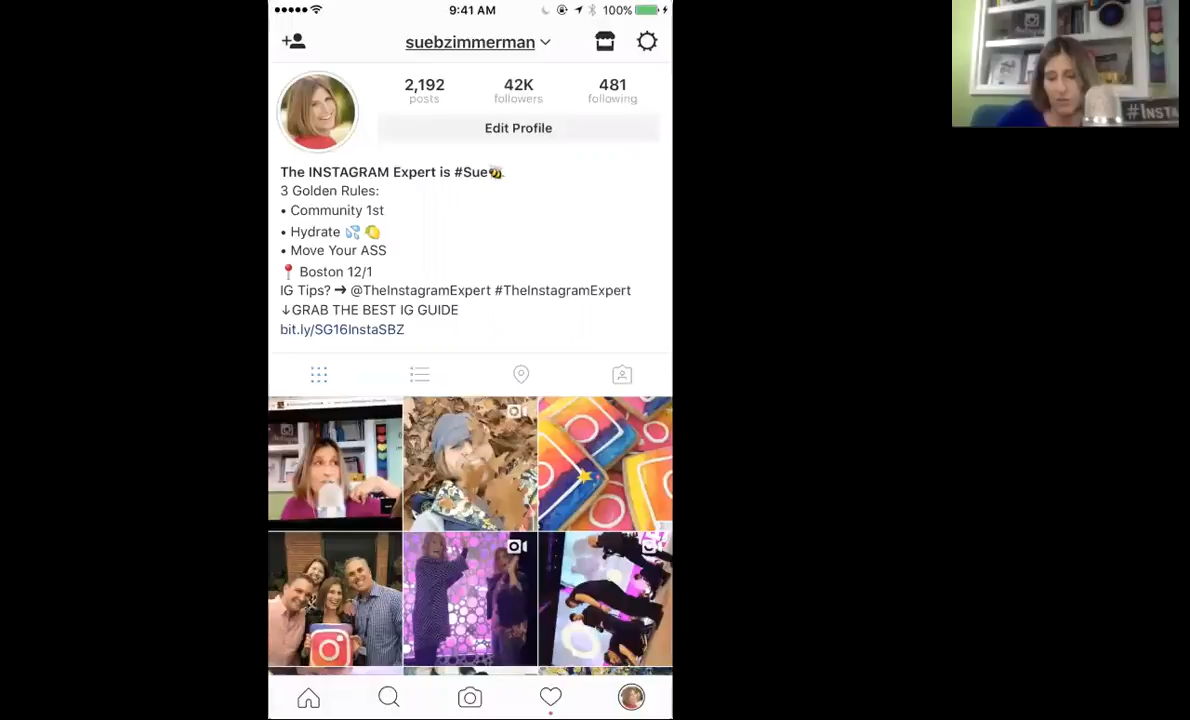 9:41 AM
100%
suebzimmerman
2,192
posts
42K
followers
481
following
Edit Profile
The INSTAGRAM Expert is #Sue🐝
3 Golden Rules:
• Community 1st
• Hydrate 💦 🍋
• Move Your ASS
📍 Boston 12/1
IG Tips? ➝ @TheInstagramExpert #TheInstagramExpert
↓GRAB THE BEST IG GUIDE
bit.ly/SG16InstaSBZ
#INSTA